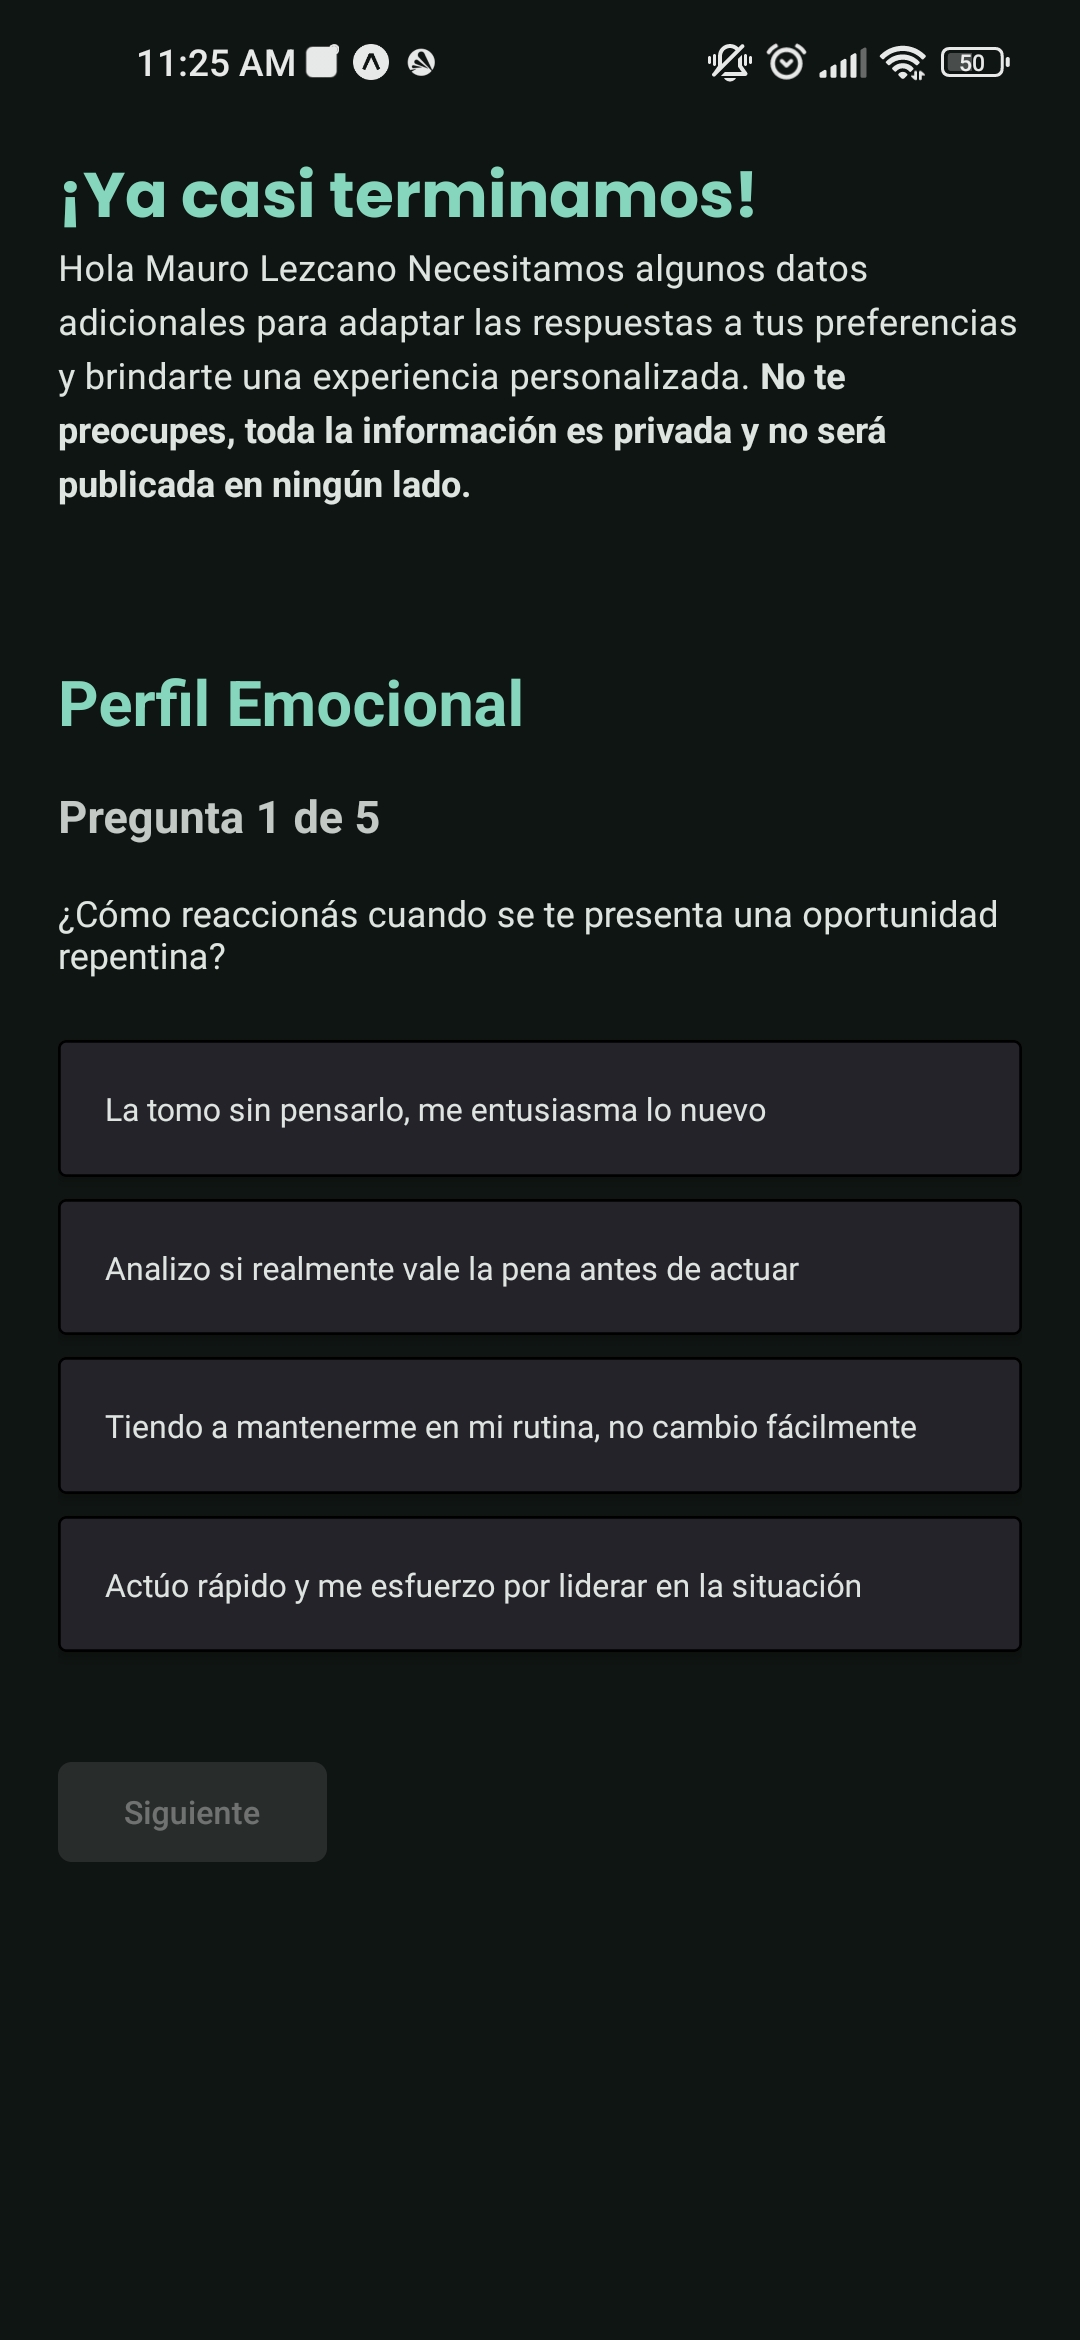 11:25 AM
50
¡Ya casi terminamos!
Hola Mauro Lezcano Necesitamos algunos datos
adicionales para adaptar las respuestas a tus preferencias
y brindarte una experiencia personalizada. No te
preocupes, toda la información es privada y no será
publicada en ningún lado.
Perfil Emocional
Pregunta 1 de 5
¿Cómo reaccionás cuando se te presenta una oportunidad
repentina?
La tomo sin pensarlo, me entusiasma lo nuevo
Analizo si realmente vale la pena antes de actuar
Tiendo a mantenerme en mi rutina, no cambio fácilmente
Actúo rápido y me esfuerzo por liderar en la situación
Siguiente